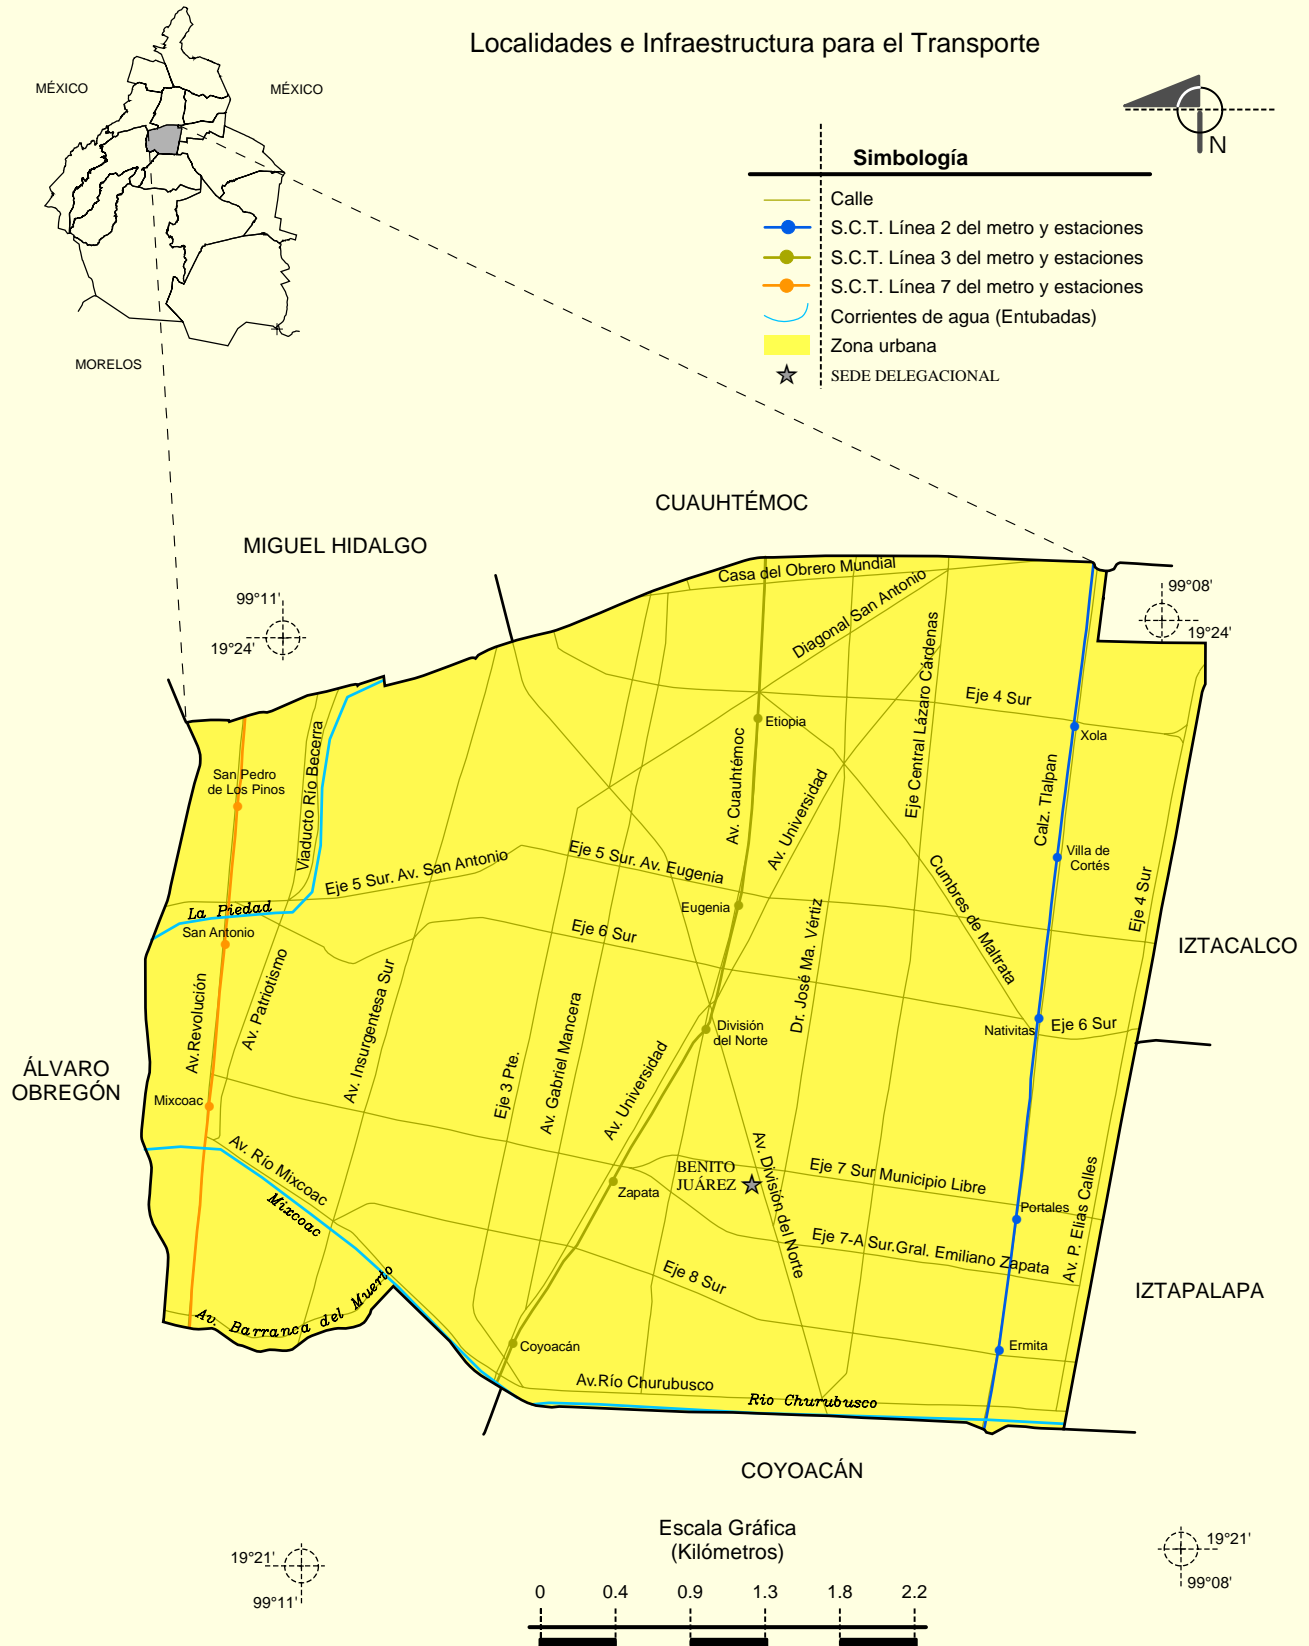 Localidades e Infraestructura para el Transporte
MÉXICO
MÉXICO
MORELOS
N
Simbología
Calle
S.C.T. Línea 2 del metro y estaciones
S.C.T. Línea 3 del metro y estaciones
S.C.T. Línea 7 del metro y estaciones
Corrientes de agua (Entubadas)
Zona urbana
SEDE DELEGACIONAL
CUAUHTÉMOC
MIGUEL HIDALGO
99°11'
19°24'
99°08'
19°24'
Casa del Obrero Mundial
Diagonal San Antonio
Eje Central Lázaro Cárdenas
Eje 4 Sur
Etiopia
Xola
San Pedro
de Los Pinos
Viaducto Río Becerra
Av. Cuauhtémoc
Av. Universidad
Calz. Tlalpan
Villa de
Cortés
Eje 5 Sur. Av. San Antonio
Eje 5 Sur. Av. Eugenia
Eugenia
Cumbres de Maltrata
Eje 4 Sur
La Piedad
San Antonio
Eje 6 Sur
Dr. José Ma. Vértiz
IZTACALCO
Av.Revolución
Av. Patriotismo
Av. Insurgentesa Sur
División
del Norte
Nativitas
Eje 6 Sur
ÁLVARO
OBREGÓN
Mixcoac
Eje 3 Pte.
Av. Gabriel Mancera
Av. Universidad
Av. Río Mixcoac
Mixcoac
Zapata
BENITO
JUÁREZ
Av. División del Norte
Eje 7 Sur Municipio Libre
Portales
Av. P. Elias Calles
Eje 7-A Sur.Gral. Emiliano Zapata
Eje 8 Sur
IZTAPALAPA
Av. Barranca del Muerto
Coyoacán
Ermita
Av.Río Churubusco
Rio Churubusco
COYOACÁN
Escala Gráfica
(Kilómetros)
19°21'
99°11'
19°21'
99°08'
0
0.4
0.9
1.3
1.8
2.2